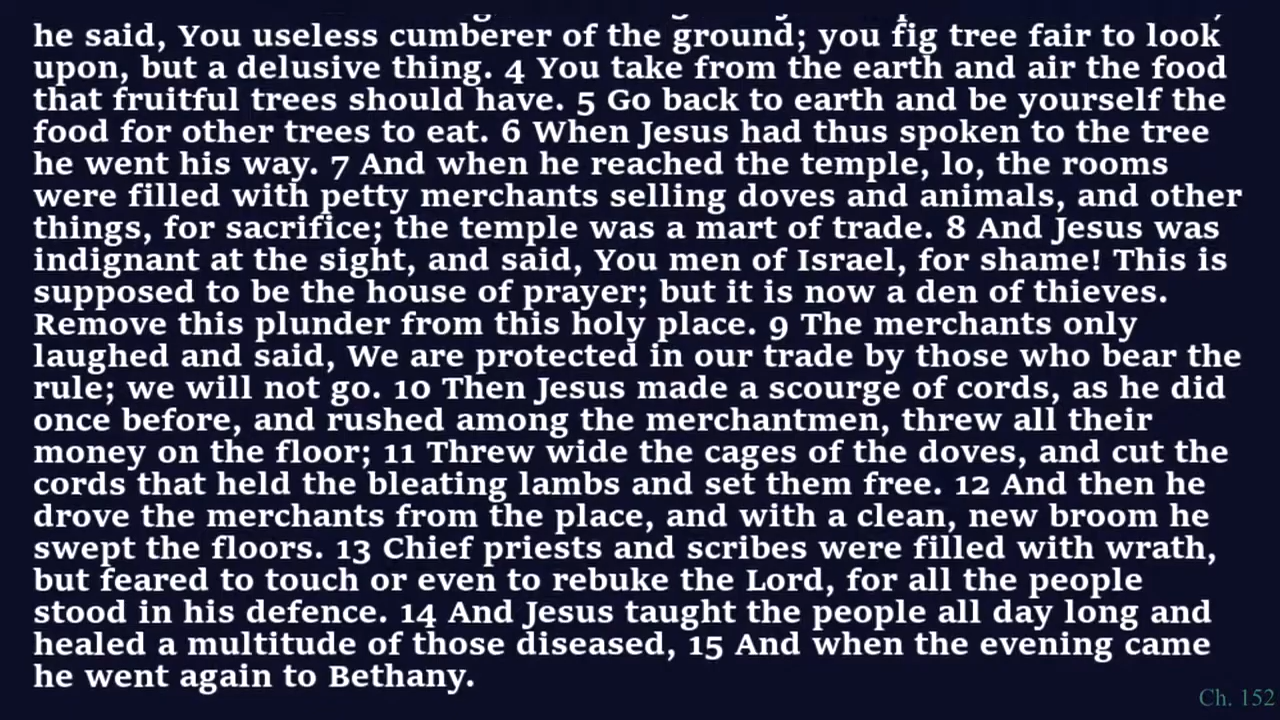 he said, You useless cumberer of the ground; you fig tree fair to look
upon, but a delusive thing. 4 You take from the earth and air the food
that fruitful trees should have. 5 Go back to earth and be yourself the
food for other trees to eat. 6 When Jesus had thus spoken to the tree
he went his way. 7 And when he reached the temple, lo, the rooms
were filled with petty merchants selling doves and animals, and other
things, for sacrifice; the temple was a mart of trade. 8 And Jesus was
indignant at the sight, and said, You men of Israel, for shame! This is
supposed to be the house of prayer; but it is now a den of thieves.
Remove this plunder from this holy place. 9 The merchants only
laughed and said, We are protected in our trade by those who bear the
rule; we will not go. 10 Then Jesus made a scourge of cords, as he did
once before, and rushed among the merchantmen, threw all their
money on the floor; 11 Threw wide the cages of the doves, and cut the
cords that held the bleating lambs and set them free. 12 And then he
drove the merchants from the place, and with a clean, new broom he
swept the floors. 13 Chief priests and scribes were filled with wrath,
but feared to touch or even to rebuke the Lord, for all the people
stood in his defence. 14 And Jesus taught the people all day long and
healed a multitude of those diseased, 15 And when the evening came
he went again to Bethany.
Ch. 152